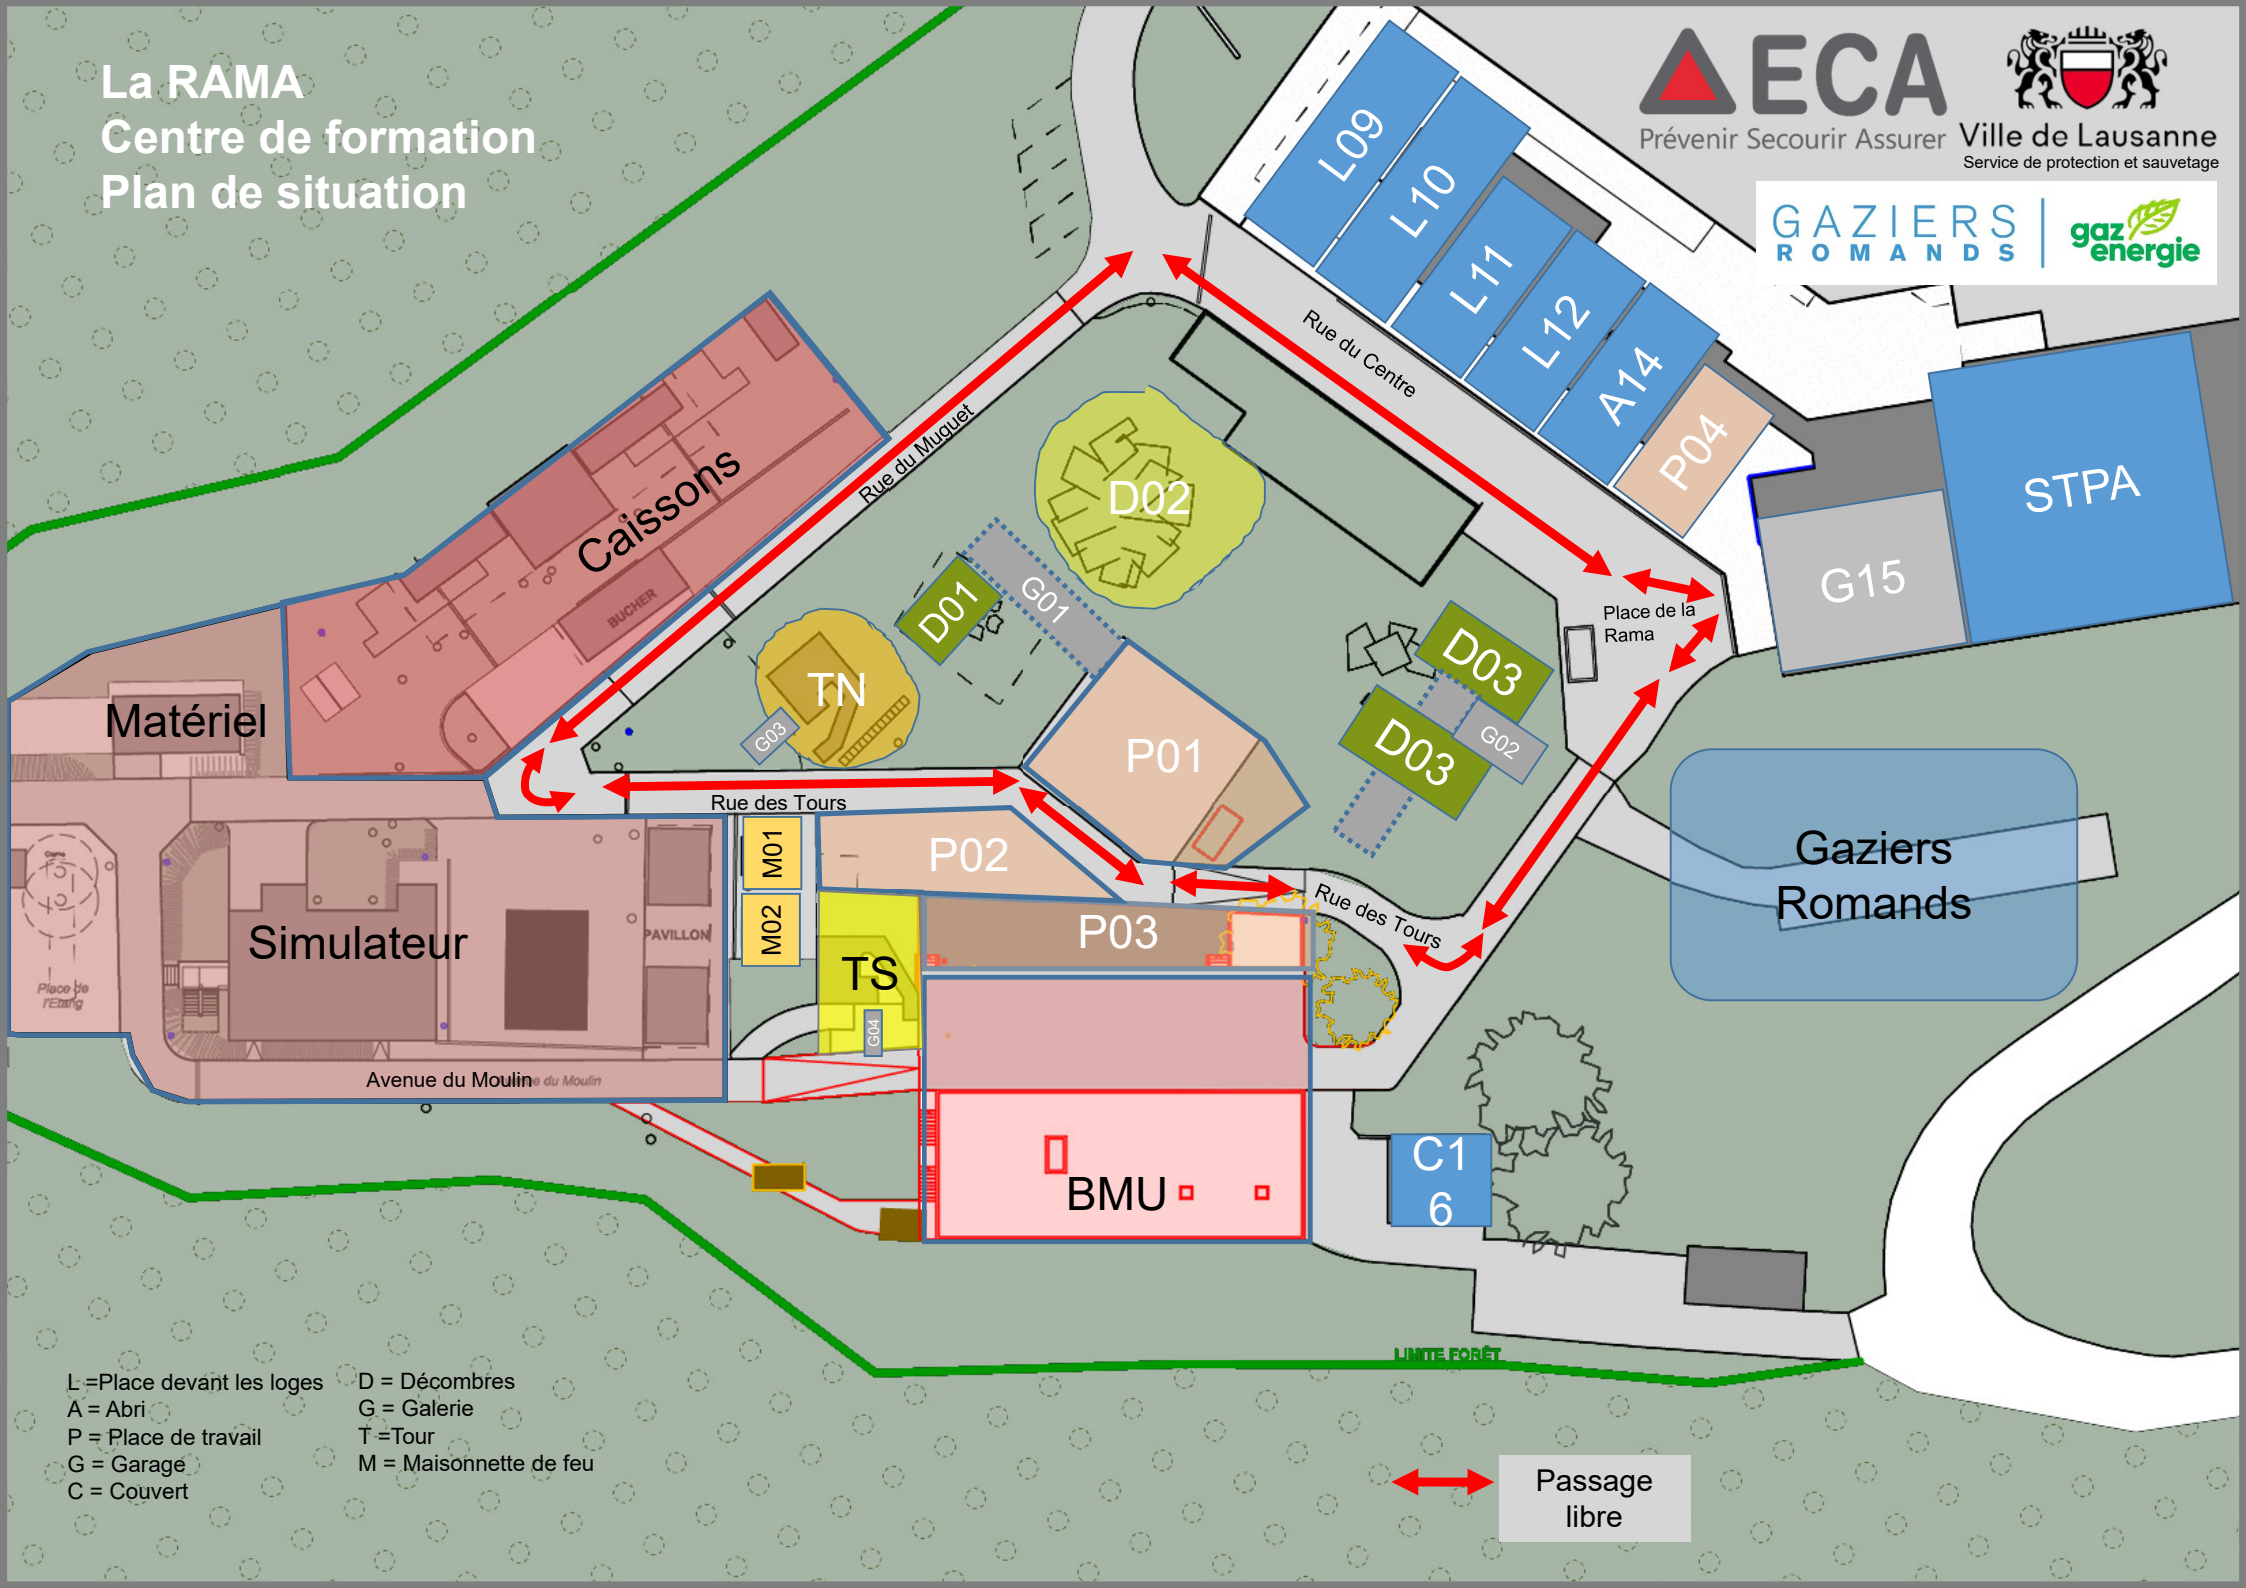 La RAMA
Centre de formation
Plan de situation
ECA
Prévenir Secourir Assurer
Ville de Lausanne
Service de protection et sauvetage
GAZIERS
ROMANDS
gaz
energie
L09
L10
L11
L12
A14
P04
STPA
G15
Rue du Centre
Rue du Muguet
Caissons
BUCHER
D02
D01
G01
Place de la
Rama
D03
D03
G02
TN
G03
P01
Matériel
Rue des Tours
M01
P02
Gaziers
Romands
Rue des Tours
M02
P03
Simulateur
PAVILLON
TS
Place de
l'Etang
G04
Avenue du Moulin
Avenue du Moulin
BMU
C1
6
LIMITE FORÊT
L =Place devant les loges
A = Abri
P = Place de travail
G = Garage
C = Couvert
D = Décombres
G = Galerie
T =Tour
M = Maisonnette de feu
Passage
libre